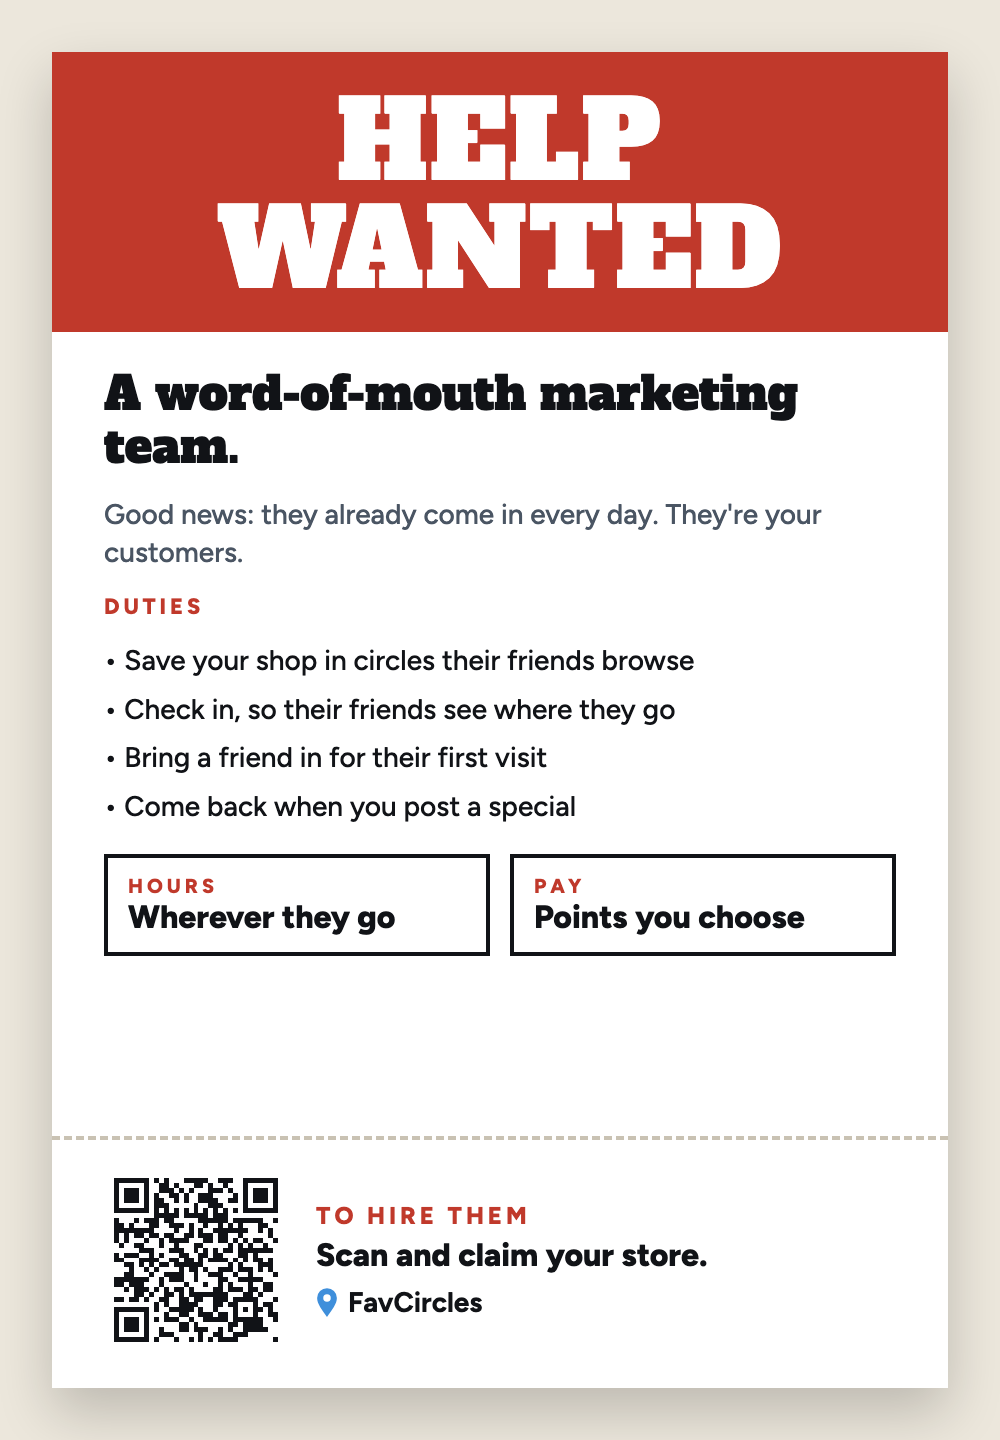 HELP
WANTED
A word-of-mouth marketing
team.
Good news: they already come in every day. They're your
customers.
DUTIES
• Save your shop in circles their friends browse
• Check in, so their friends see where they go
• Bring a friend in for their first visit
• Come back when you post a special
HOURS
Wherever they go
PAY
Points you choose
TO HIRE THEM
Scan and claim your store.
FavCircles